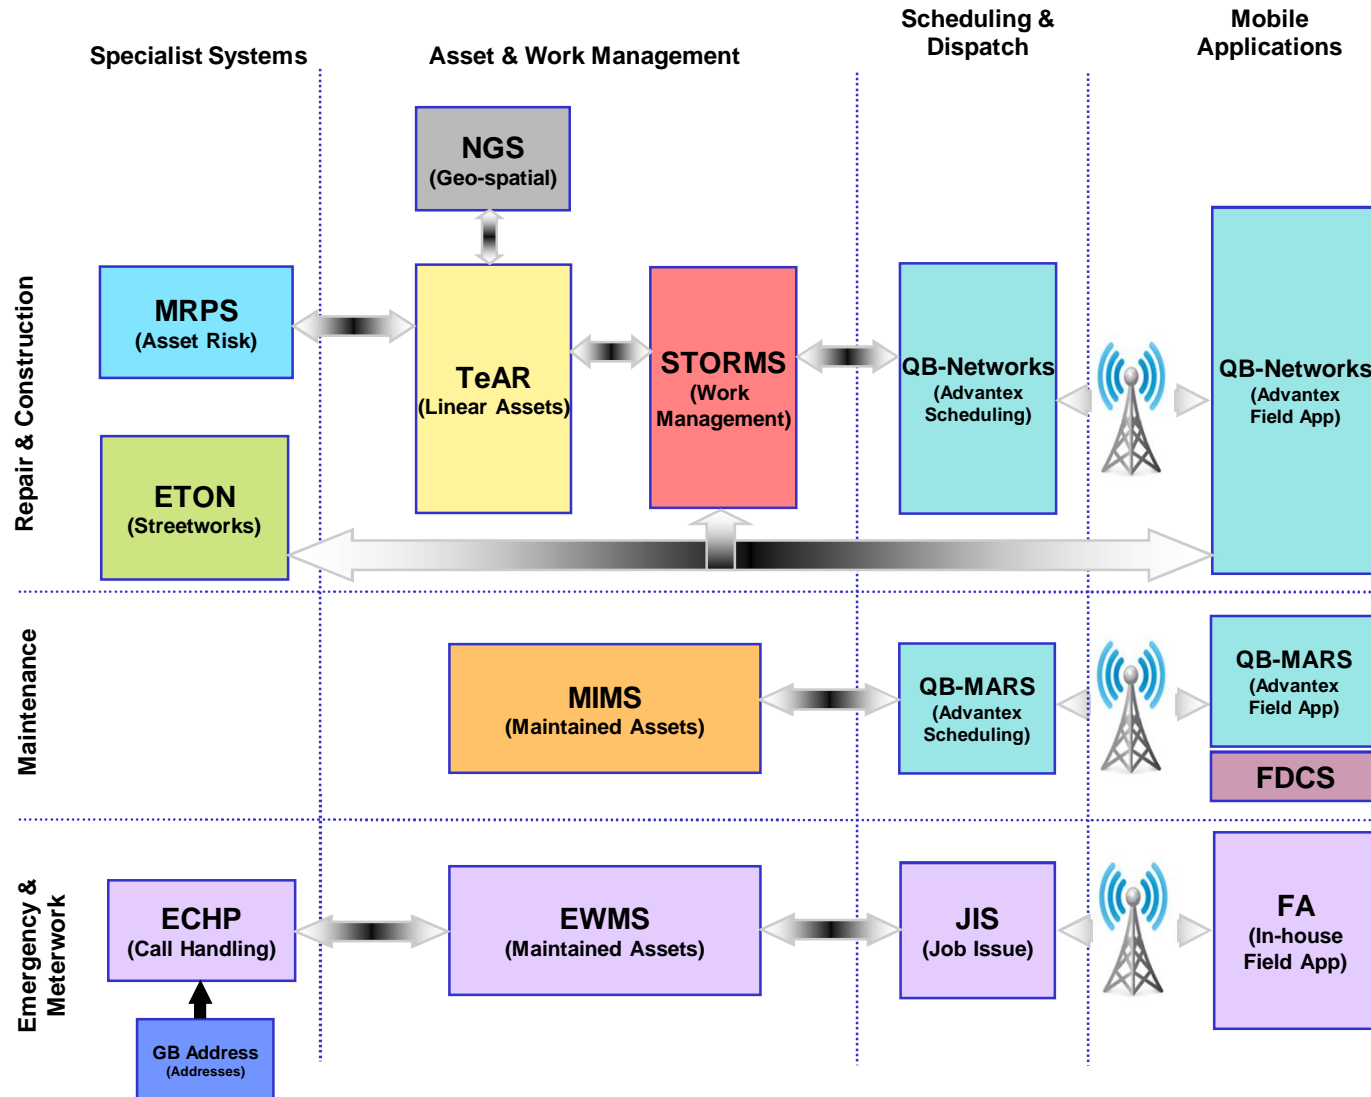 Specialist Systems
Asset & Work Management
Scheduling &
Dispatch
Mobile
Applications
Repair & Construction
NGS
(Geo-spatial)
MRPS
(Asset Risk)
TeAR
(Linear Assets)
STORMS
(Work
Management)
QB-Networks
(Advantex
Scheduling)
QB-Networks
(Advantex
Field App)
ETON
(Streetworks)
Maintenance
MIMS
(Maintained Assets)
QB-MARS
(Advantex
Scheduling)
QB-MARS
(Advantex
Field App)
FDCS
Emergency &
Meterwork
ECHP
(Call Handling)
EWMS
(Maintained Assets)
JIS
(Job Issue)
FA
(In-house
Field App)
GB Address
(Addresses)